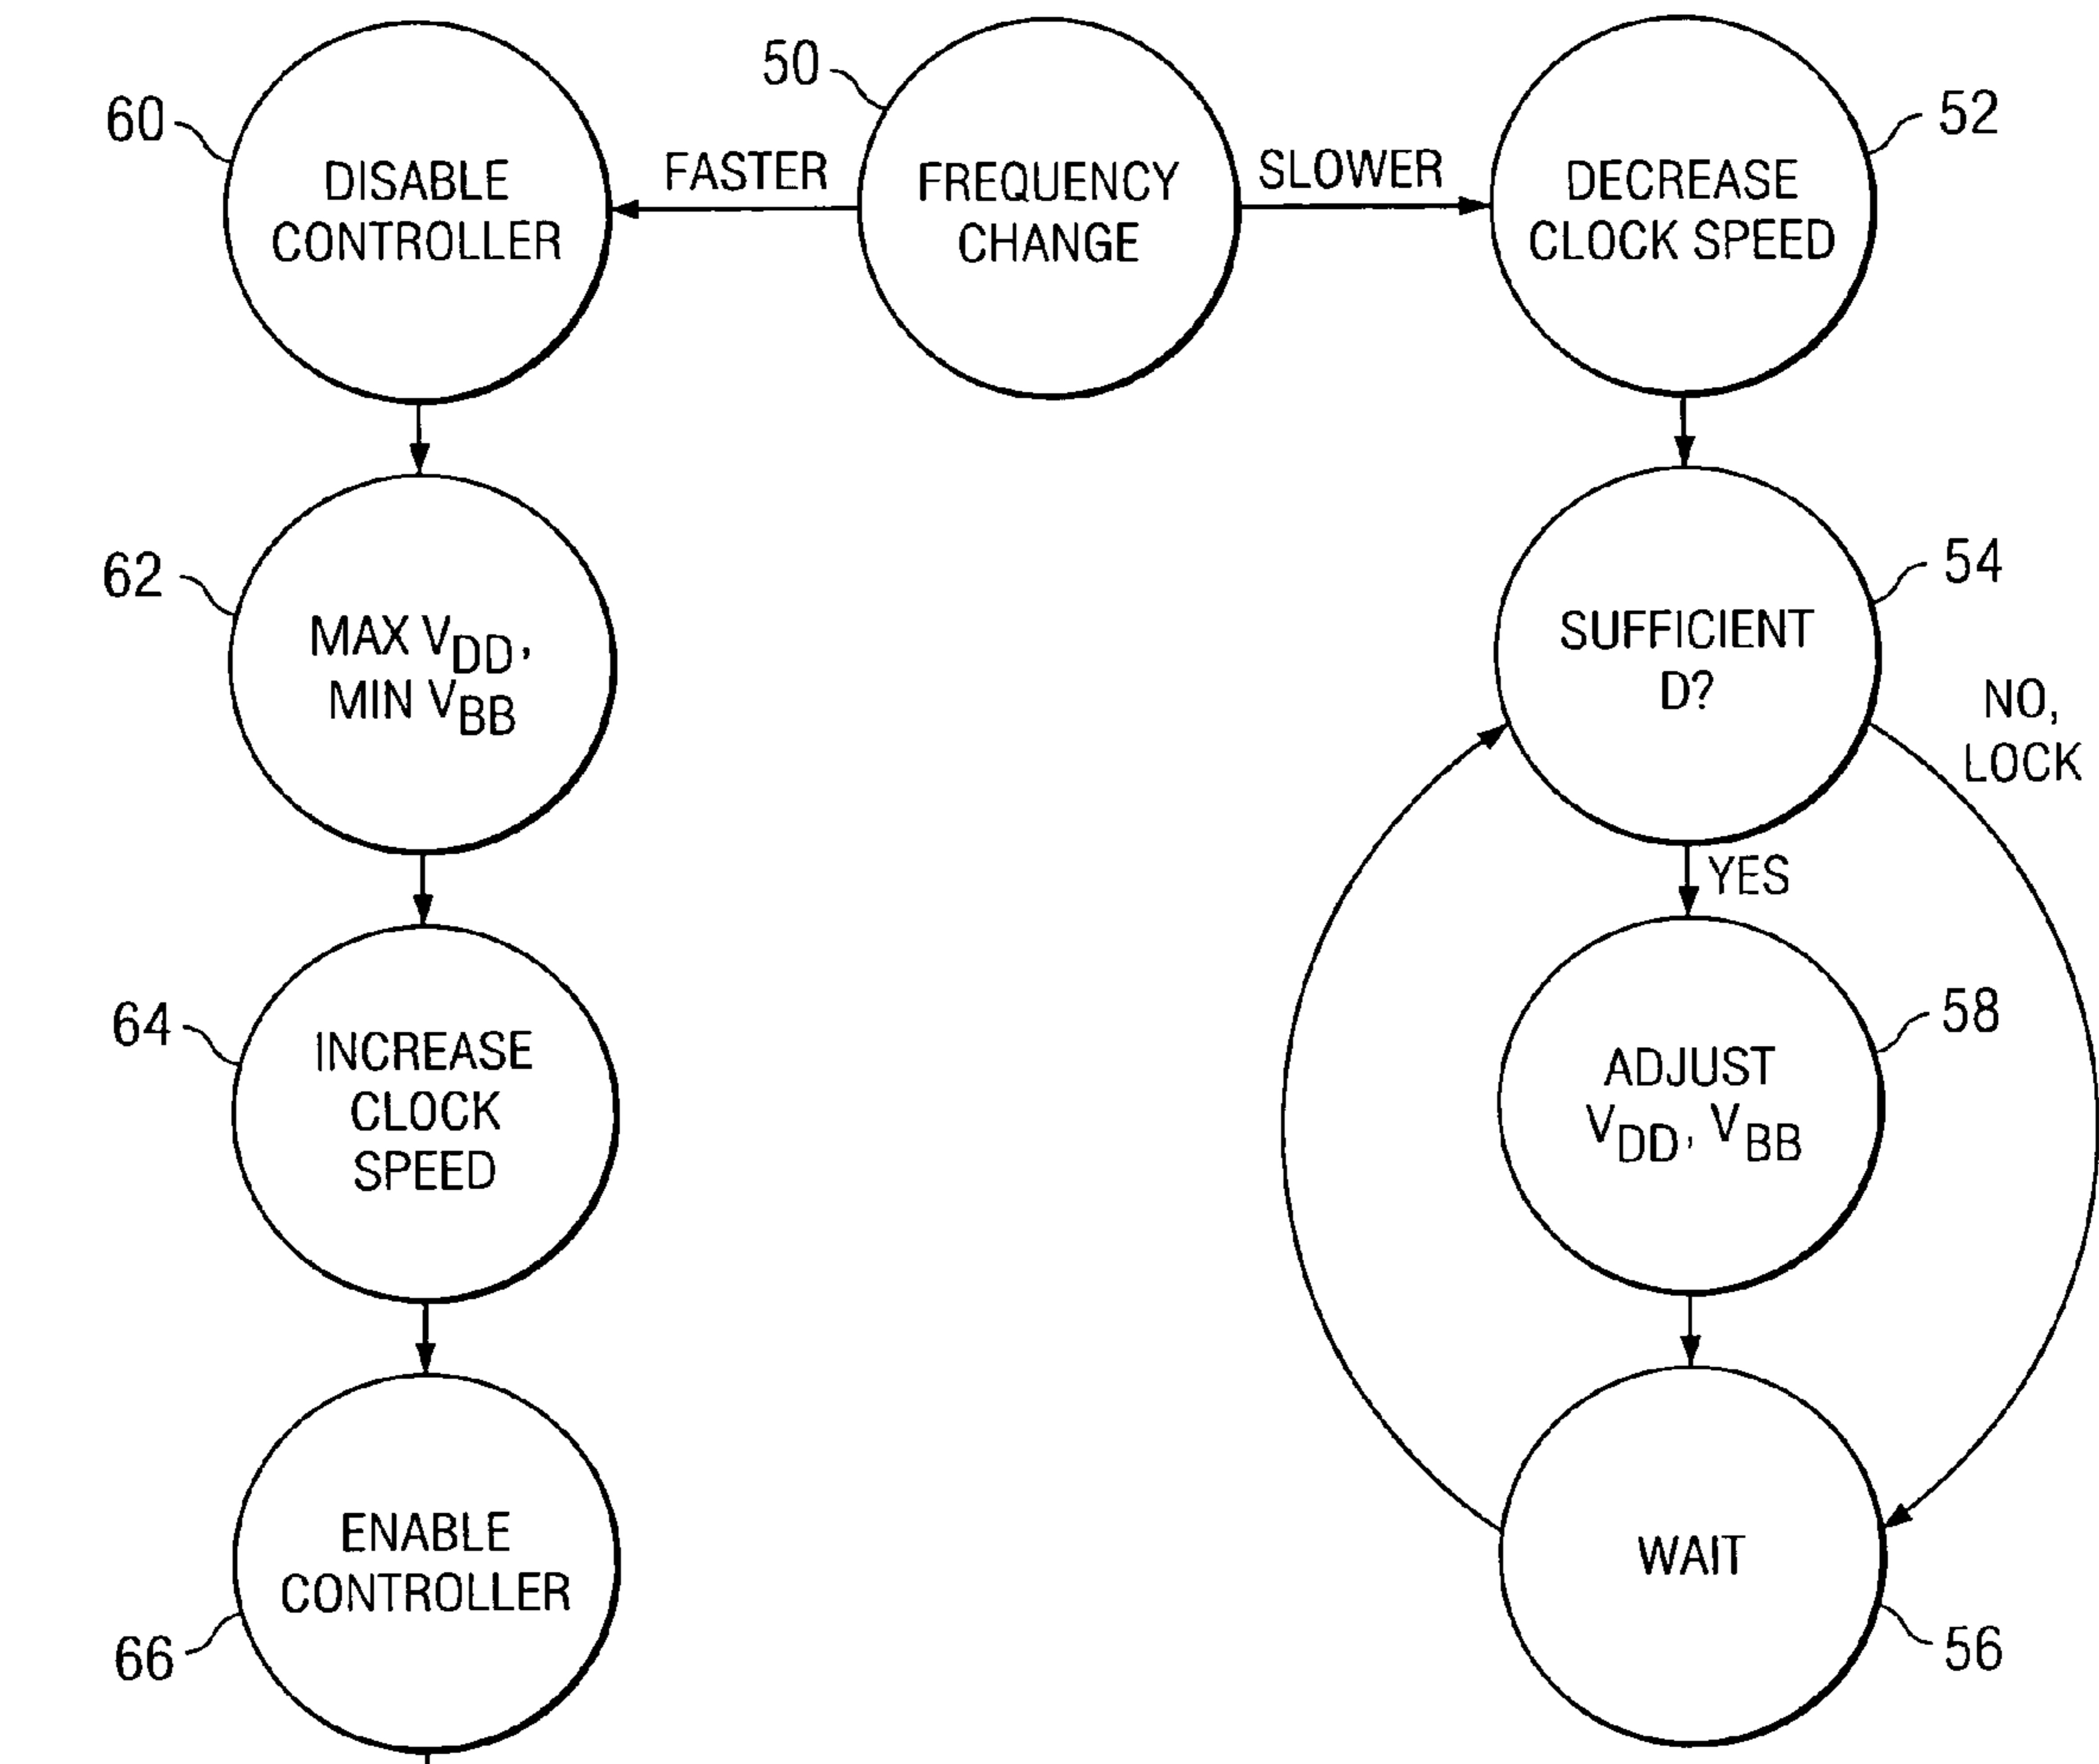 50
FREQUENCY
CHANGE
FASTER
SLOWER
60
DISABLE
CONTROLLER
62
MAX VDD,
MIN VBB
64
INCREASE
CLOCK
SPEED
ENABLE
CONTROLLER
66
52
DECREASE
CLOCK SPEED
54
SUFFICIENT
D?
NO,
LOCK
YES
58
ADJUST
VDD, VBB
WAIT
56